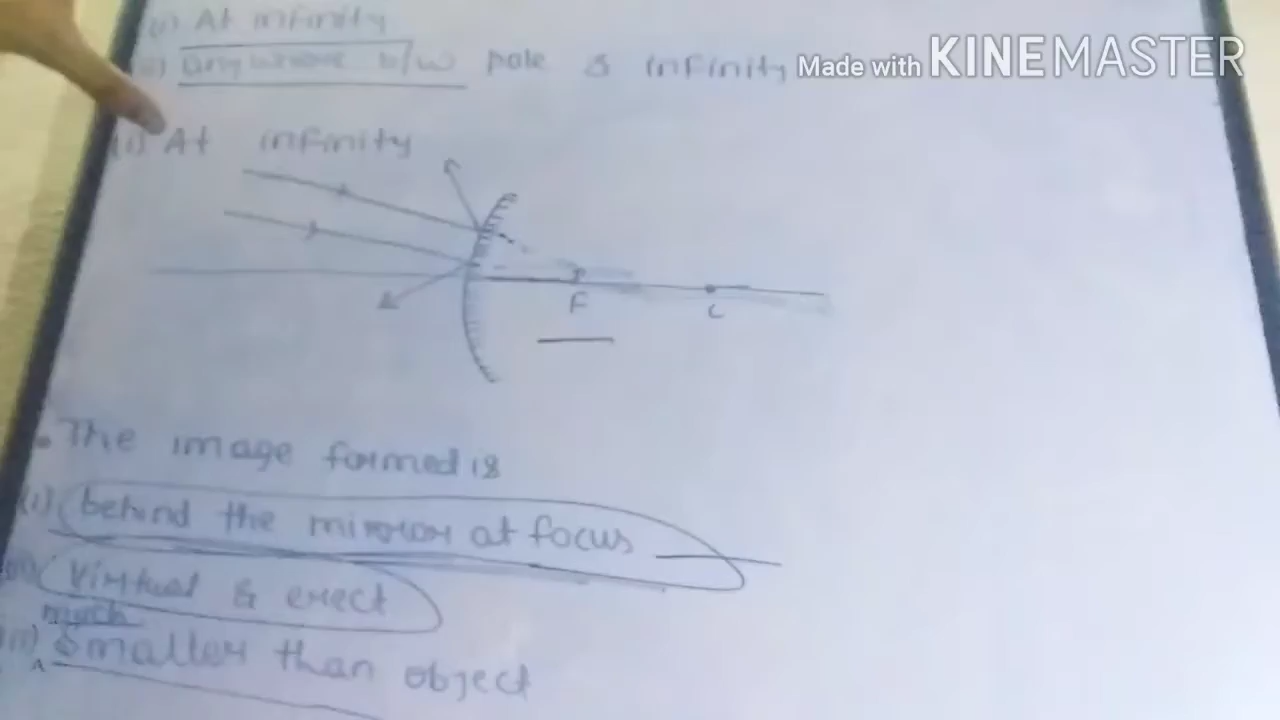 (i) At infinity
(ii) anywhere b/w pole & infinity
Made with KINEMASTER
(i) At infinity
F
C
• The image formed is
(i) behind the mirror at focus
(ii) Virtual & erect
much
(iii) Smaller than object